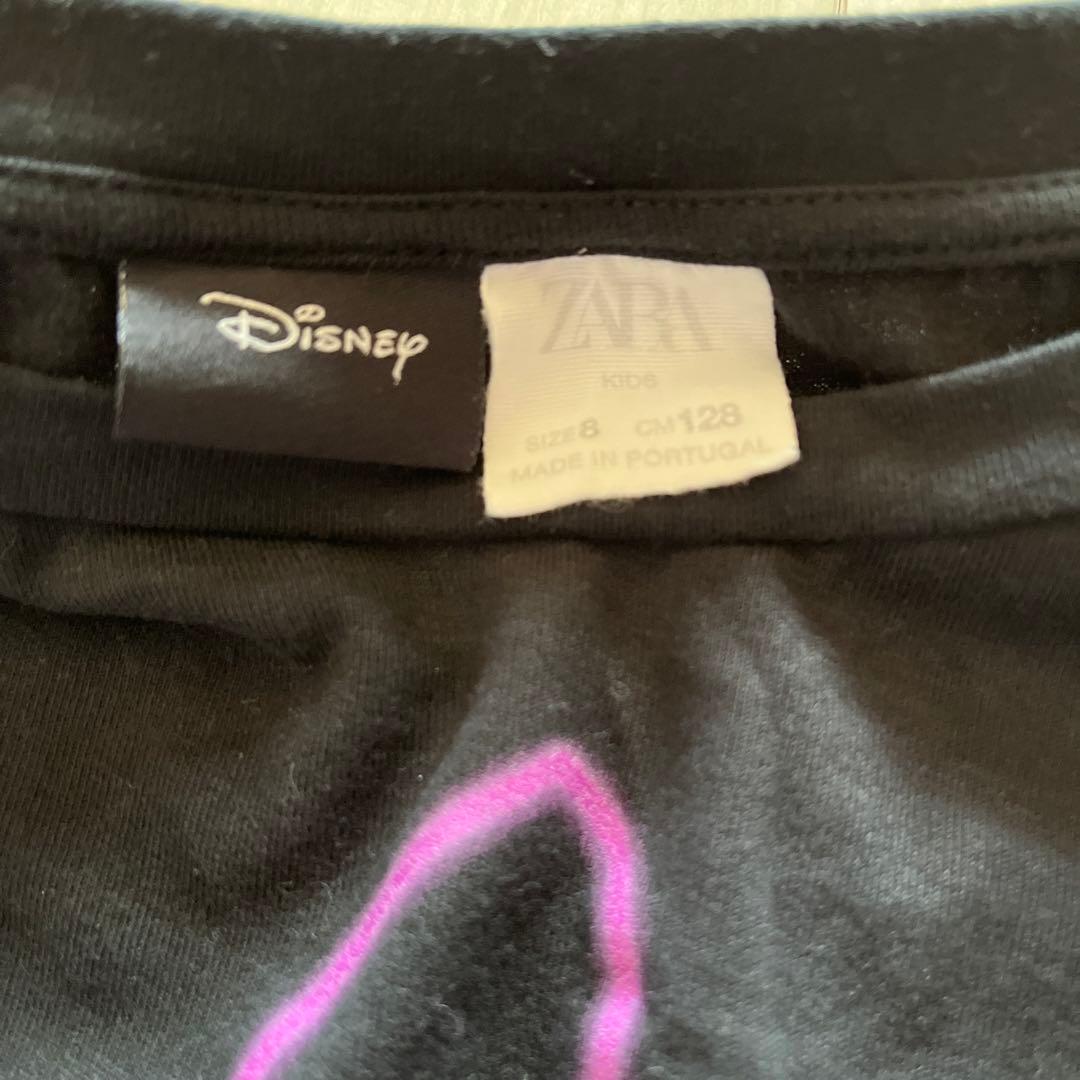 Disney
ZARA
KIDS
SIZE 8 CM 128
MADE IN PORTUGAL